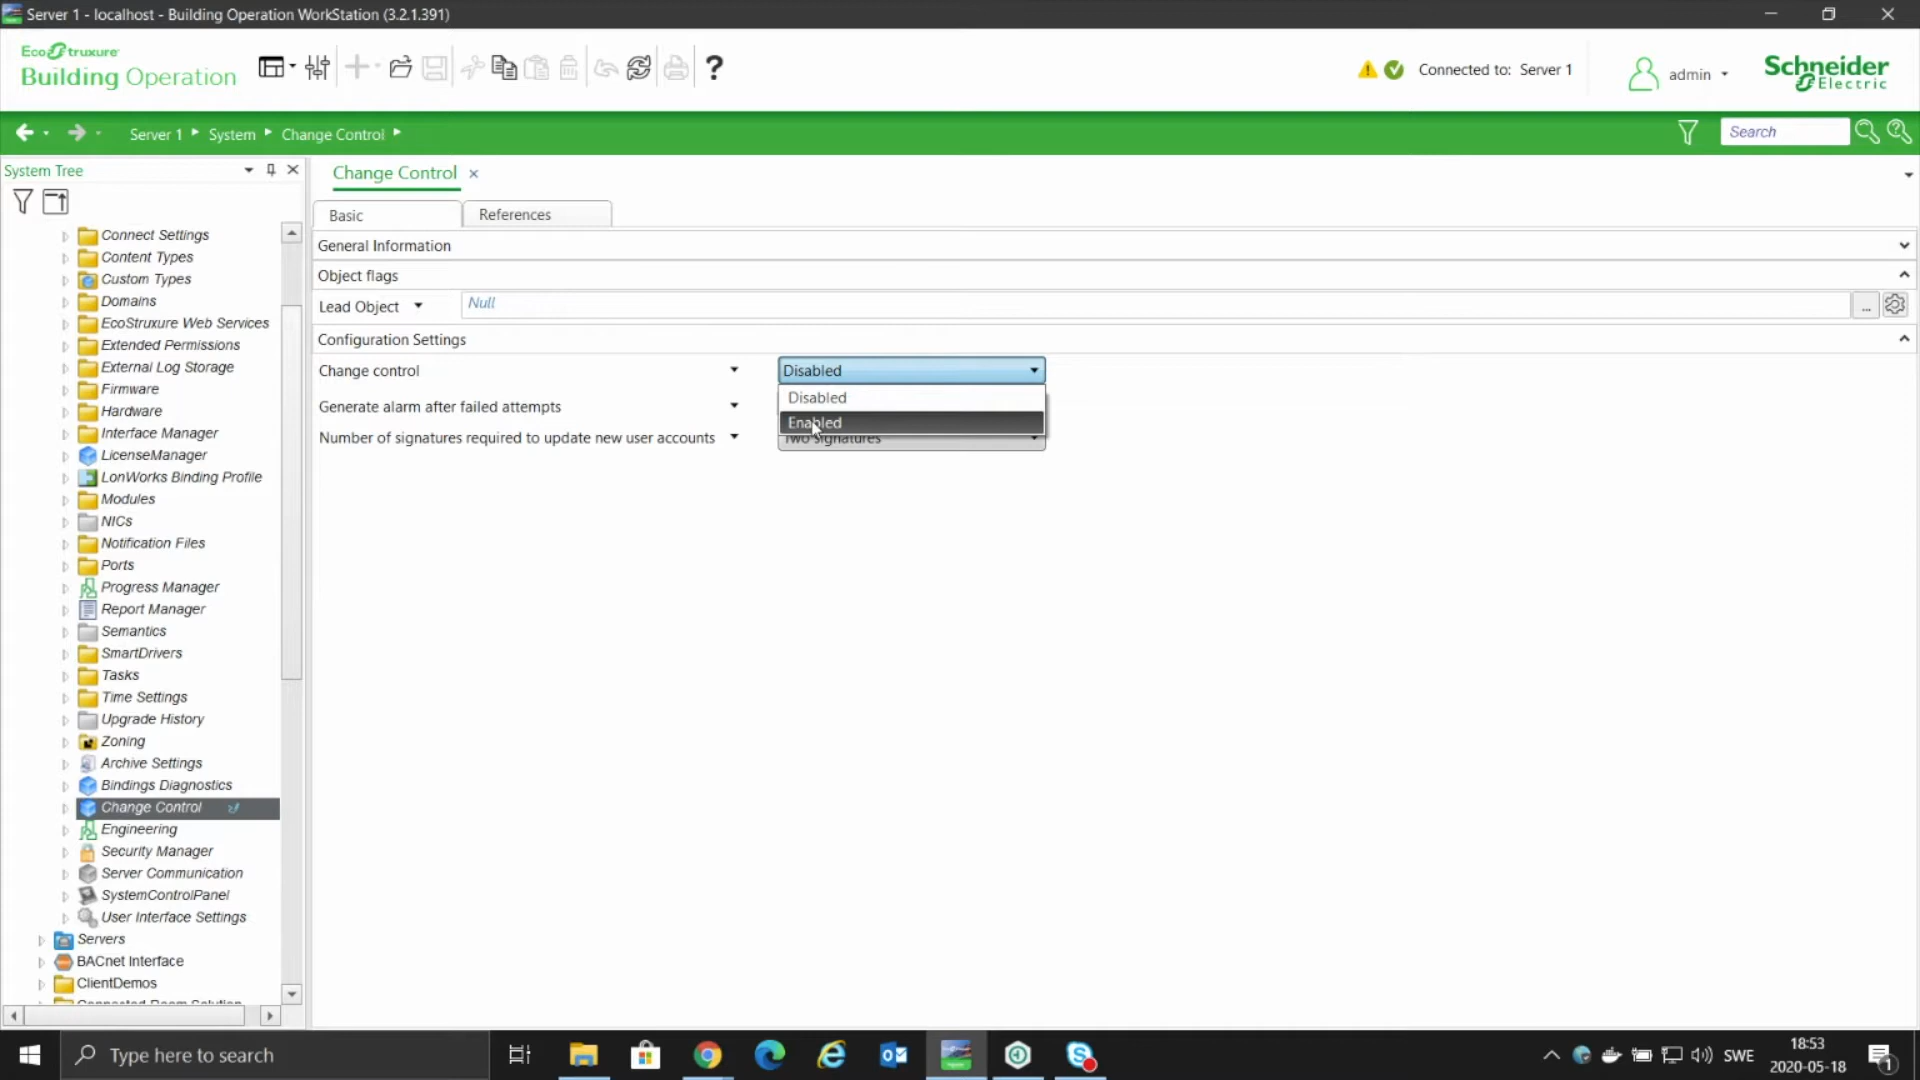 Server 1 - localhost - Building Operation WorkStation (3.2.1.391)
EcoStruxure
Building Operation
Connected to: Server 1
admin
Schneider
Electric
Server 1
System
Change Control
Search
System Tree
Connect Settings
Content Types
Custom Types
Domains
EcoStruxure Web Services
Extended Permissions
External Log Storage
Firmware
Hardware
Interface Manager
LicenseManager
LonWorks Binding Profile
Modules
NICs
Notification Files
Ports
Progress Manager
Report Manager
Semantics
SmartDrivers
Tasks
Time Settings
Upgrade History
Zoning
Archive Settings
Bindings Diagnostics
Change Control
Engineering
Security Manager
Server Communication
SystemControlPanel
User Interface Settings
Servers
BACnet Interface
ClientDemos
Connected Room Solution
Change Control
Basic
References
General Information
Object flags
Lead Object
Null
...
Configuration Settings
Change control
Disabled
Disabled
Enabled
Generate alarm after failed attempts
Number of signatures required to update new user accounts
Two signatures
Type here to search
SWE
18:53
2020-05-18
1